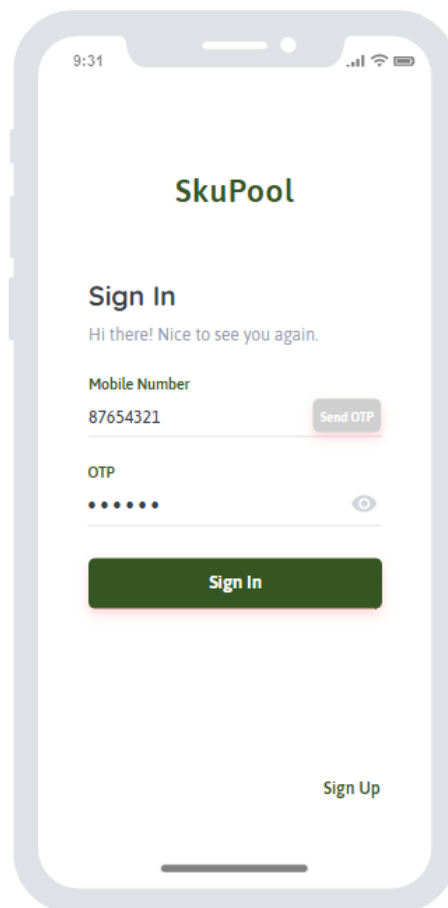 9:31
SkuPool
Sign In
Hi there! Nice to see you again.
Mobile Number
87654321
Send OTP
OTP
••••••
Sign In
Sign Up